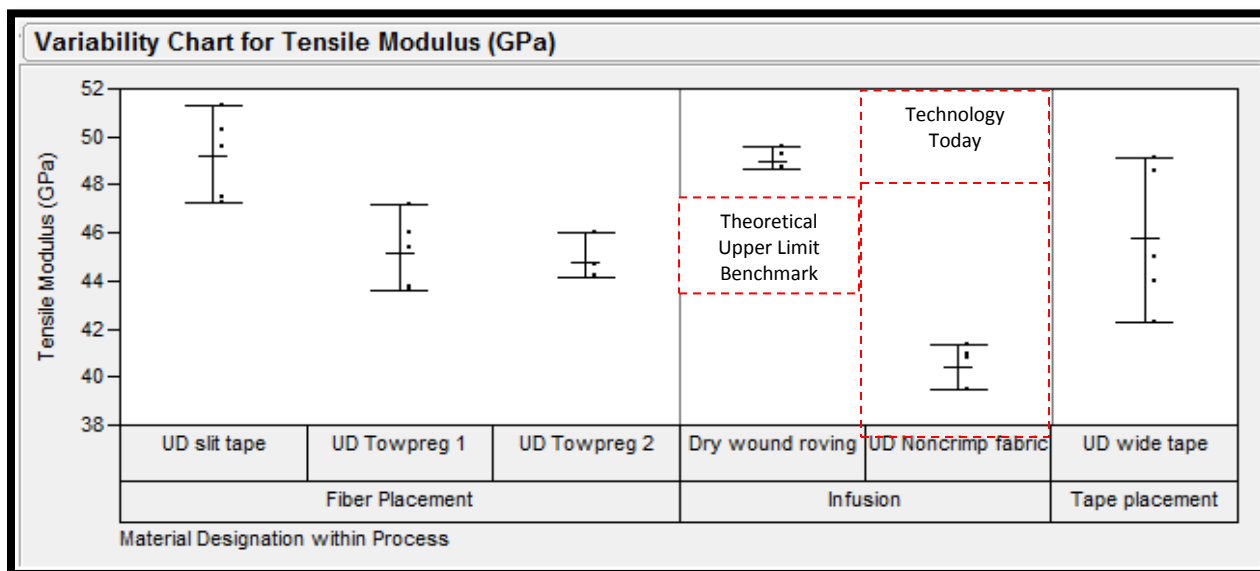 Variability Chart for Tensile Modulus (GPa)
Tensile Modulus (GPa)
52
50
48
46
44
42
40
38
Technology
Today
Theoretical
Upper Limit
Benchmark
UD slit tape
UD Towpreg 1
UD Towpreg 2
Dry wound roving
UD Noncrimp fabric
UD wide tape
Fiber Placement
Infusion
Tape placement
Material Designation within Process